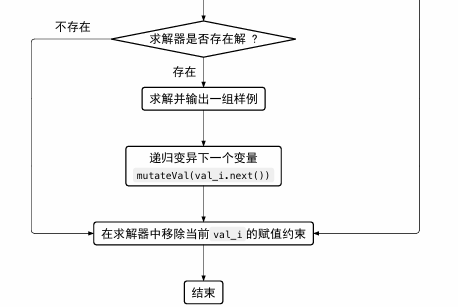 不存在
求解器是否存在解 ？
存在
求解并输出一组样例
递归变异下一个变量
mutateVal(val_i.next())
在求解器中移除当前 val_i 的赋值约束
结束